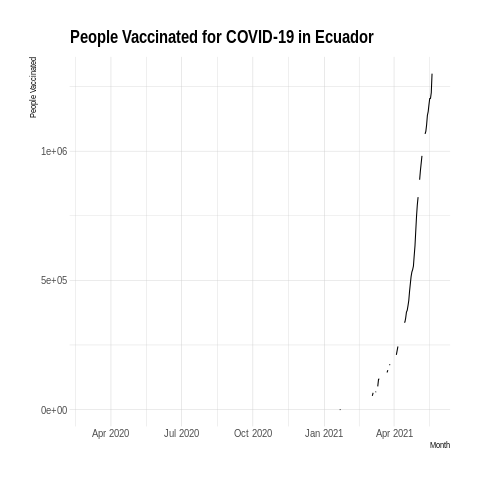 People Vaccinated for COVID-19 in Ecuador
People Vaccinated
1e+06
5e+05
0e+00
Apr 2020
Jul 2020
Oct 2020
Jan 2021
Apr 2021
Month